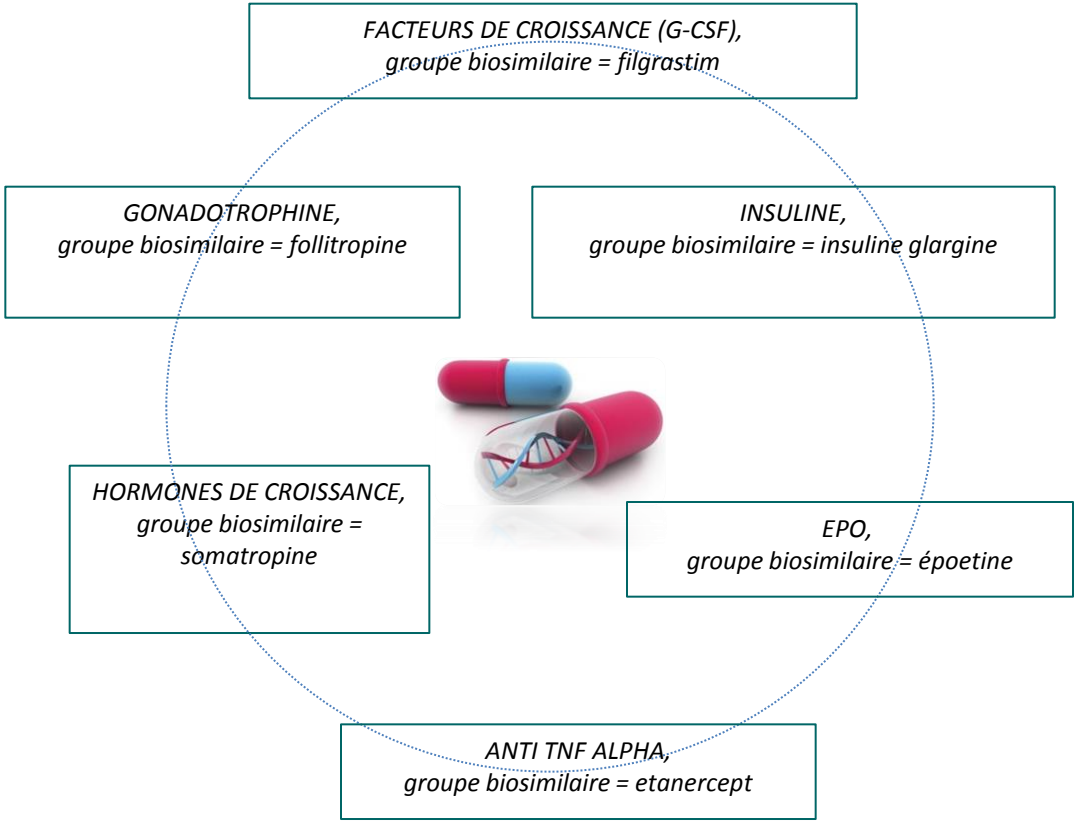 FACTEURS DE CROISSANCE (G-CSF),
groupe biosimilaire = filgrastim
GONADOTROPHINE,
groupe biosimilaire = follitropine
INSULINE,
groupe biosimilaire = insuline glargine
HORMONES DE CROISSANCE,
groupe biosimilaire =
somatropine
EPO,
groupe biosimilaire = époetine
ANTI TNF ALPHA,
groupe biosimilaire = etanercept